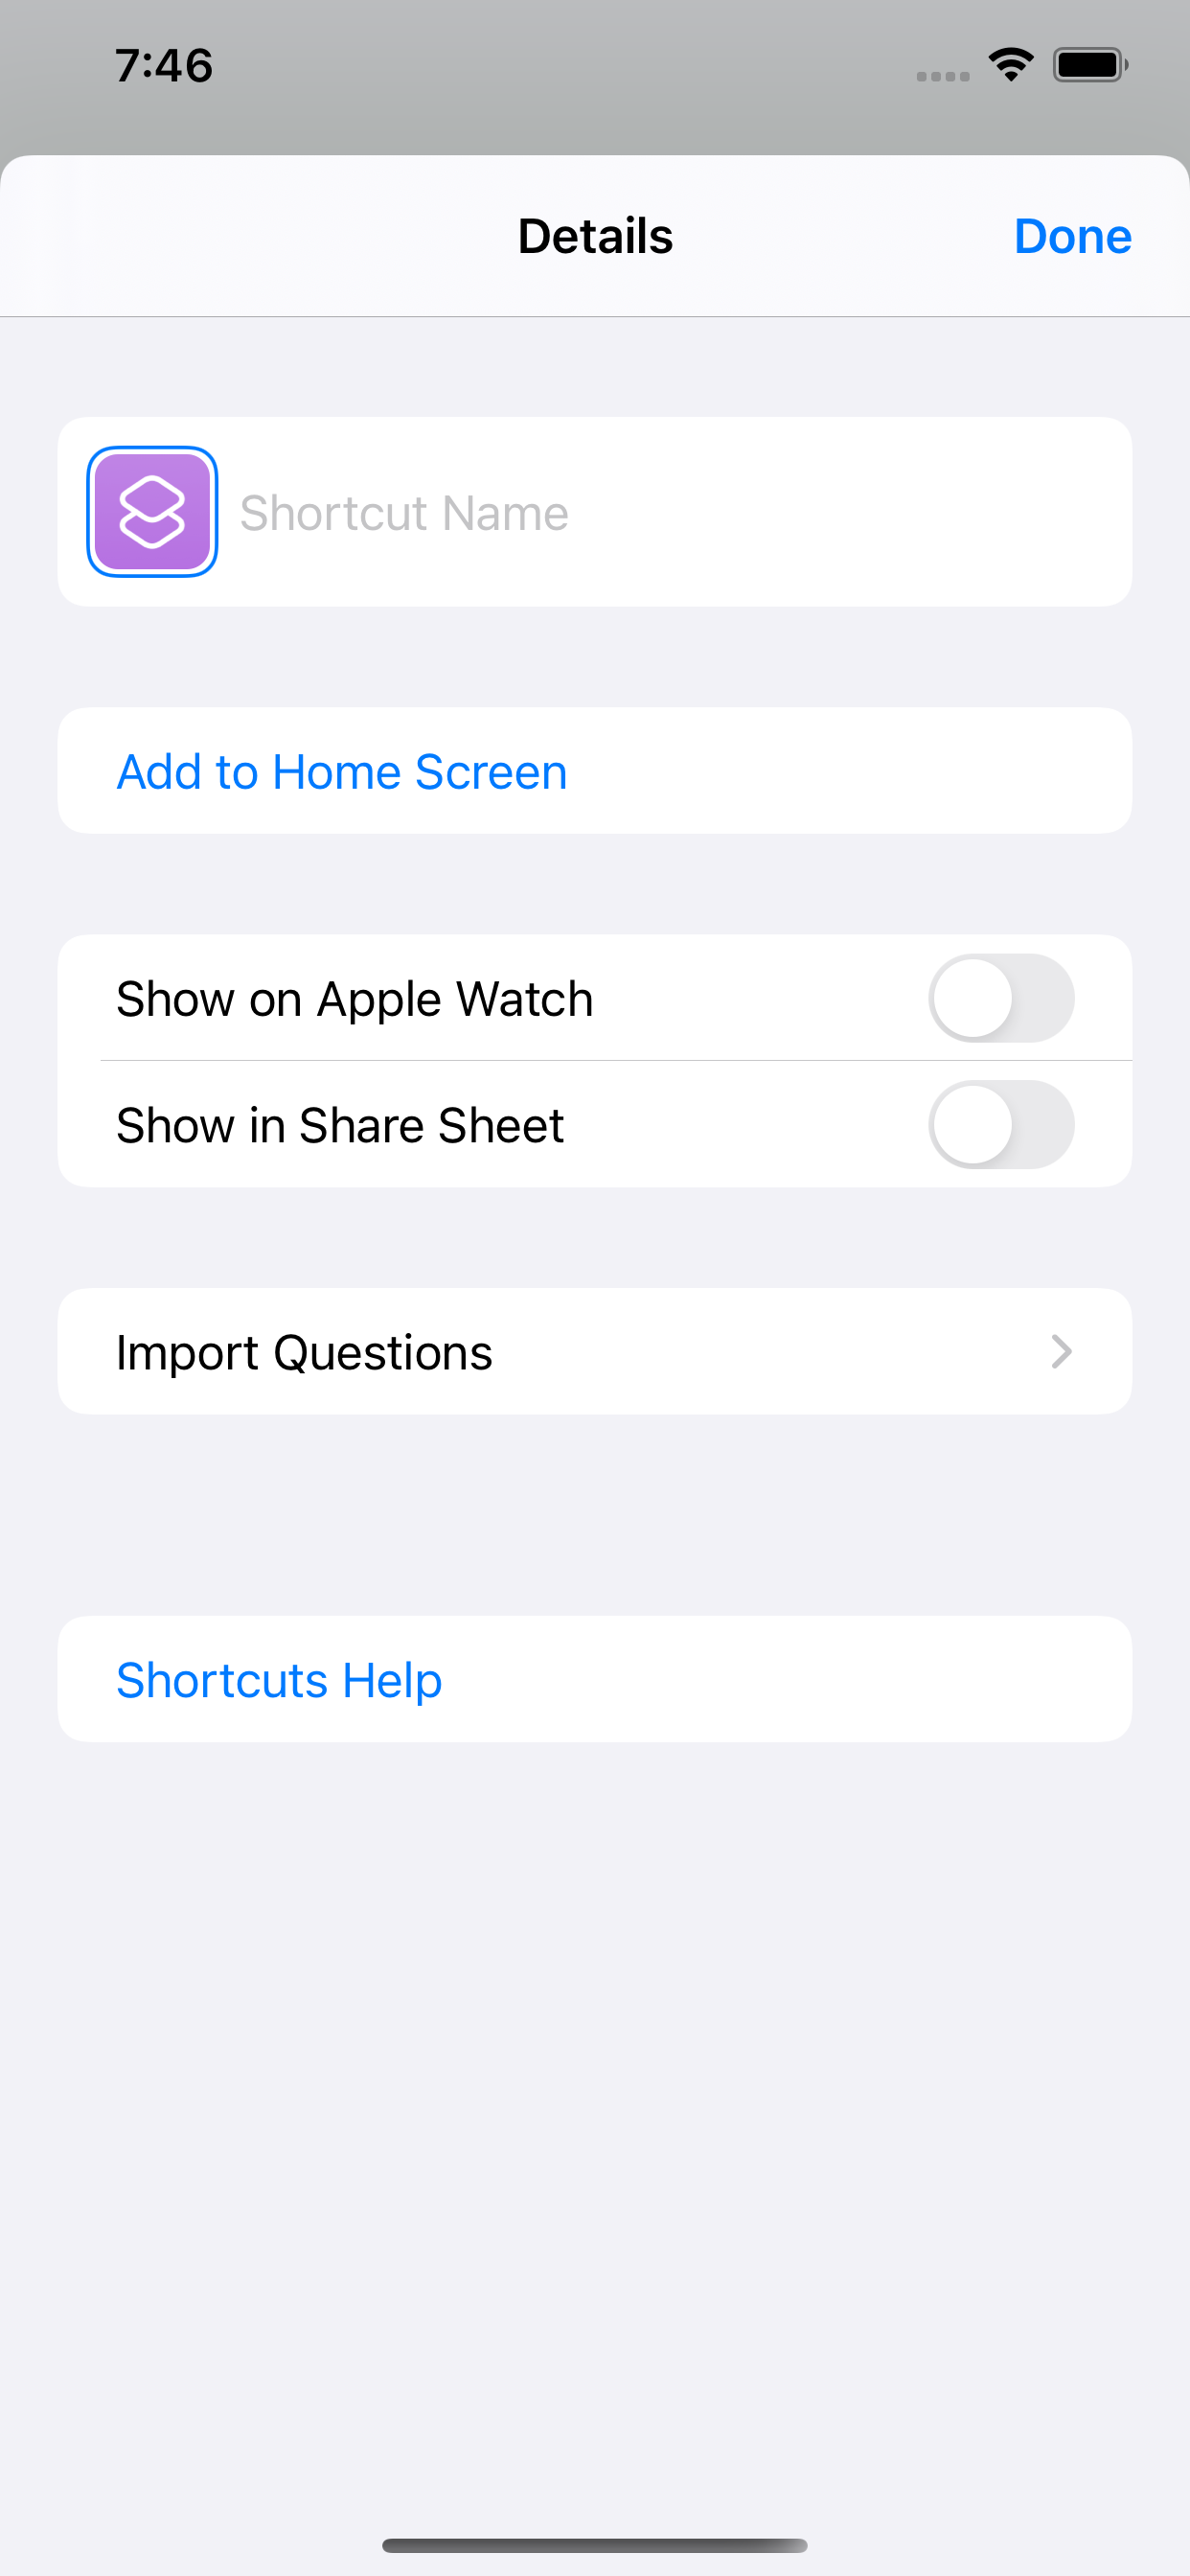 7:46
Details
Done
Shortcut Name
Add to Home Screen
Show on Apple Watch
Show in Share Sheet
Import Questions
Shortcuts Help